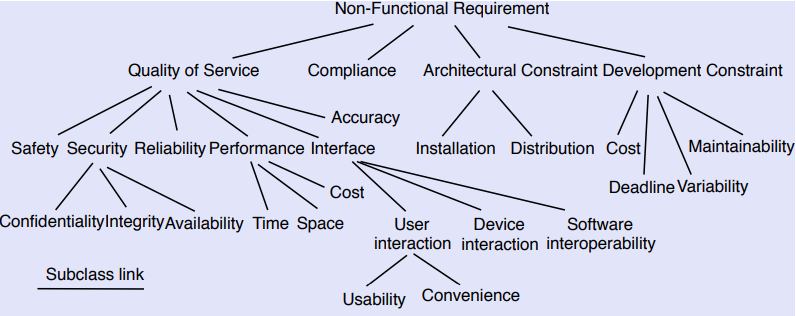 Non-Functional Requirement
Quality of Service Compliance Architectural Constraint Development Constraint
Accuracy
Safety Security Reliability Performance Interface Installation Distribution Cost Maintainability
Deadline Variability
Cost
Confidentiality Integrity Availability Time Space User Device Software
interaction interaction interoperability
Subclass link
Usability Convenience